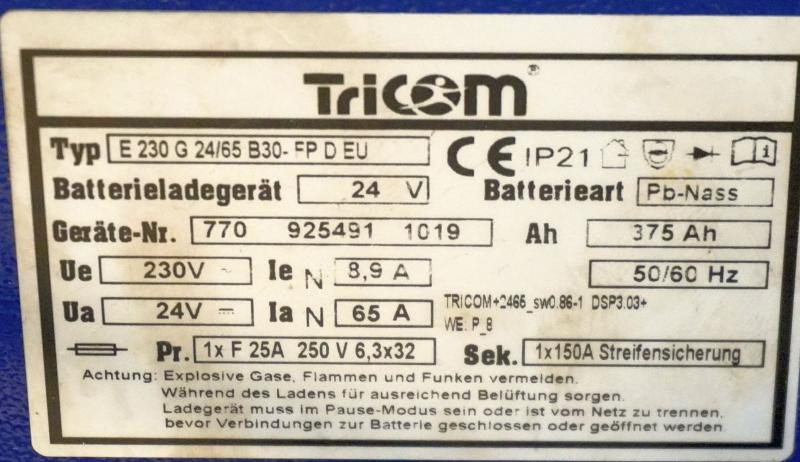 TriCOM®
Typ E 230 G 24/65 B30- FP D EU CE IP21
Batterieladegerät 24 V Batterieart Pb-Nass
Geräte-Nr. 770 925491 1019 Ah 375 Ah
Ue 230V ~ Ie N 8,9 A 50/60 Hz
Ua 24V ⎓ Ia N 65 A TRICOM+2465_sw0.86-1 DSP3.03+
WE: P_8
Pr. 1x F 25A 250 V 6,3x32 Sek. 1x150A Streifensicherung
Achtung: Explosive Gase, Flammen und Funken vermeiden.
Während des Ladens für ausreichend Belüftung sorgen.
Ladegerät muss im Pause-Modus sein oder ist vom Netz zu trennen,
bevor Verbindungen zur Batterie geschlossen oder geöffnet werden